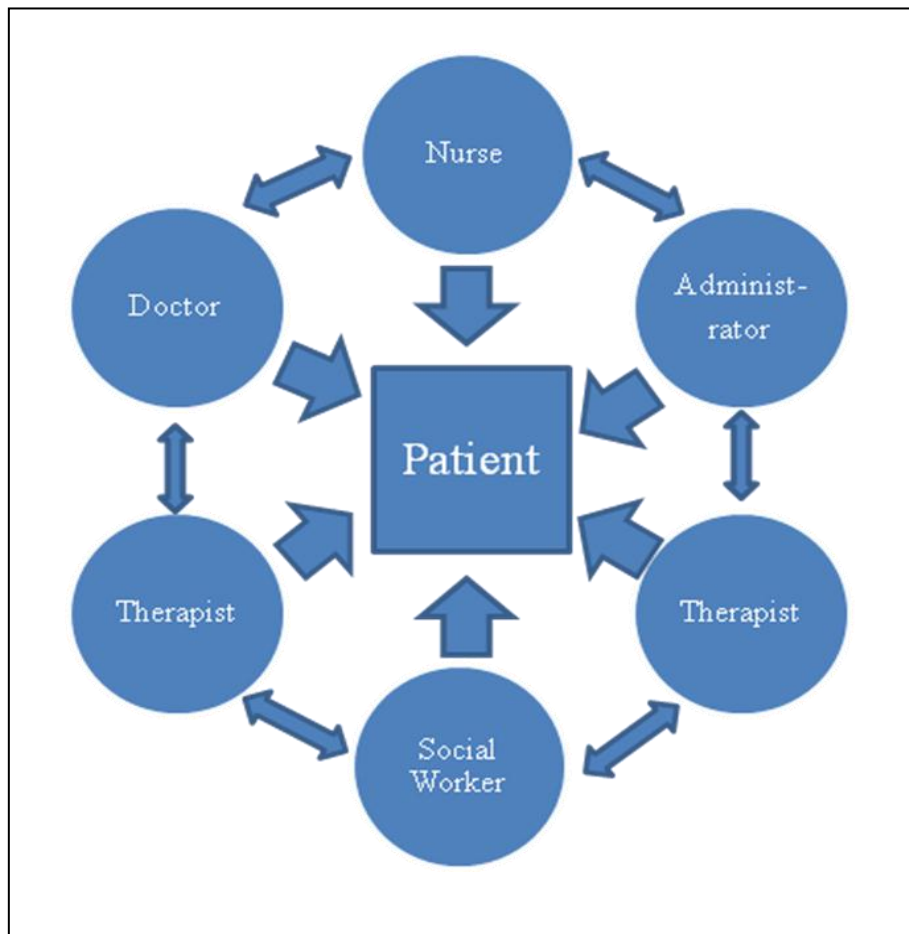 Nurse
Doctor
Administ-
rator
Patient
Therapist
Therapist
Social
Worker